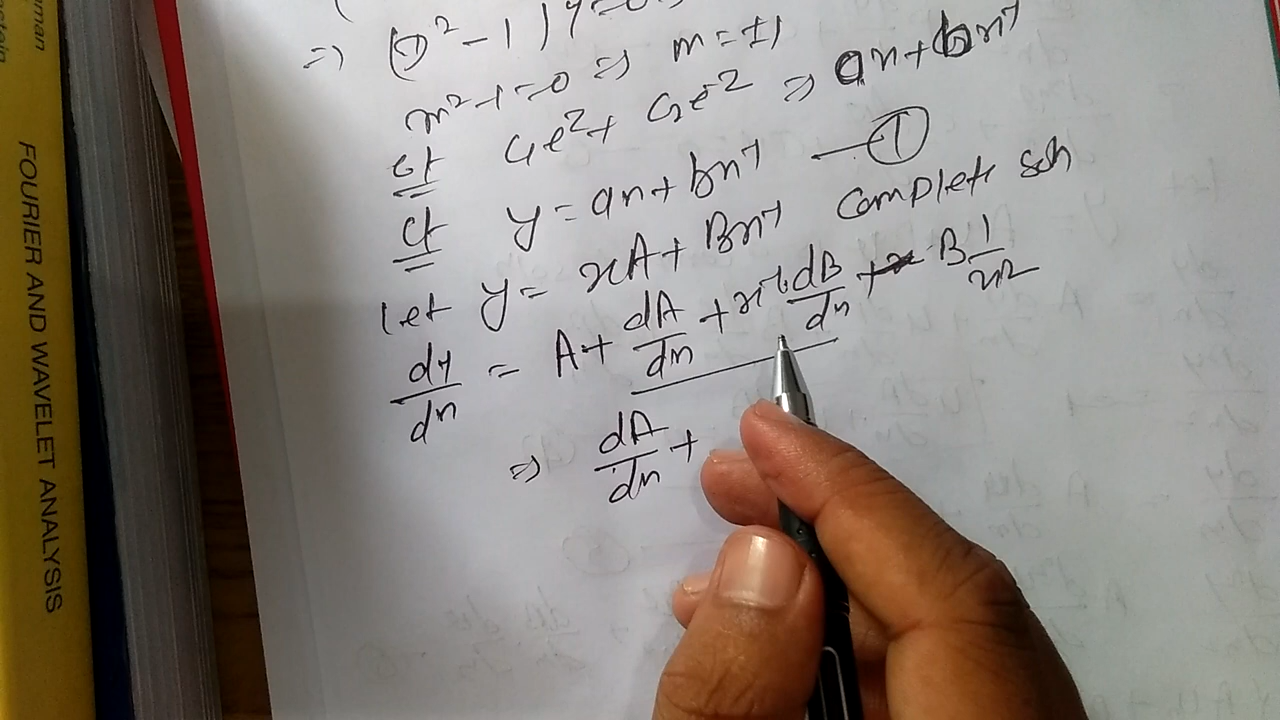 ⇒ (D² - 1) y = 0
m² - 1 = 0 ⇒ m = ±1
CF C₁e² + C₂e⁻² ⇒ ax + bx⁻¹
CF y = ax + bx⁻¹ — ①
Let y = xA + Bx⁻¹ Complete Soln
dy/dx = A + dA/dx + x⁻¹ dB/dx + B 1/x²
⇒ dA/dx +
FOURIER AND WAVELET ANALYSIS